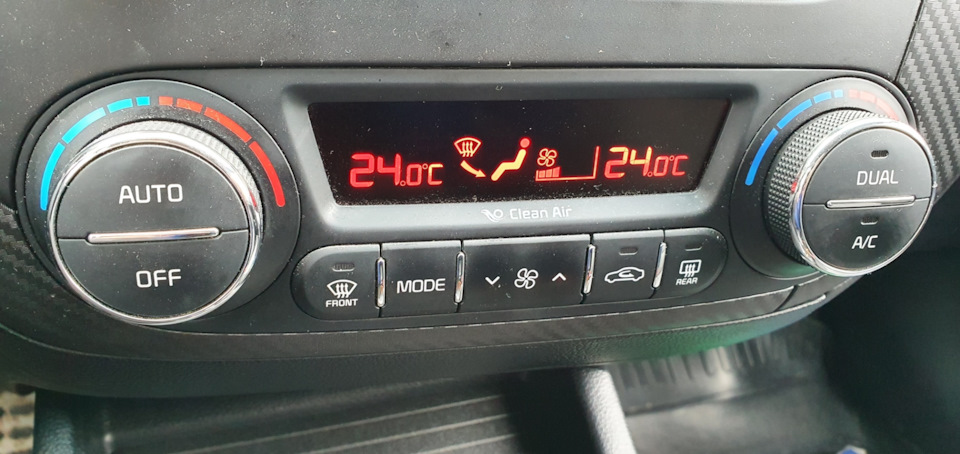 24.0°C 24.0°C
Clean Air
AUTO
OFF
FRONT
MODE
REAR
DUAL
A/C